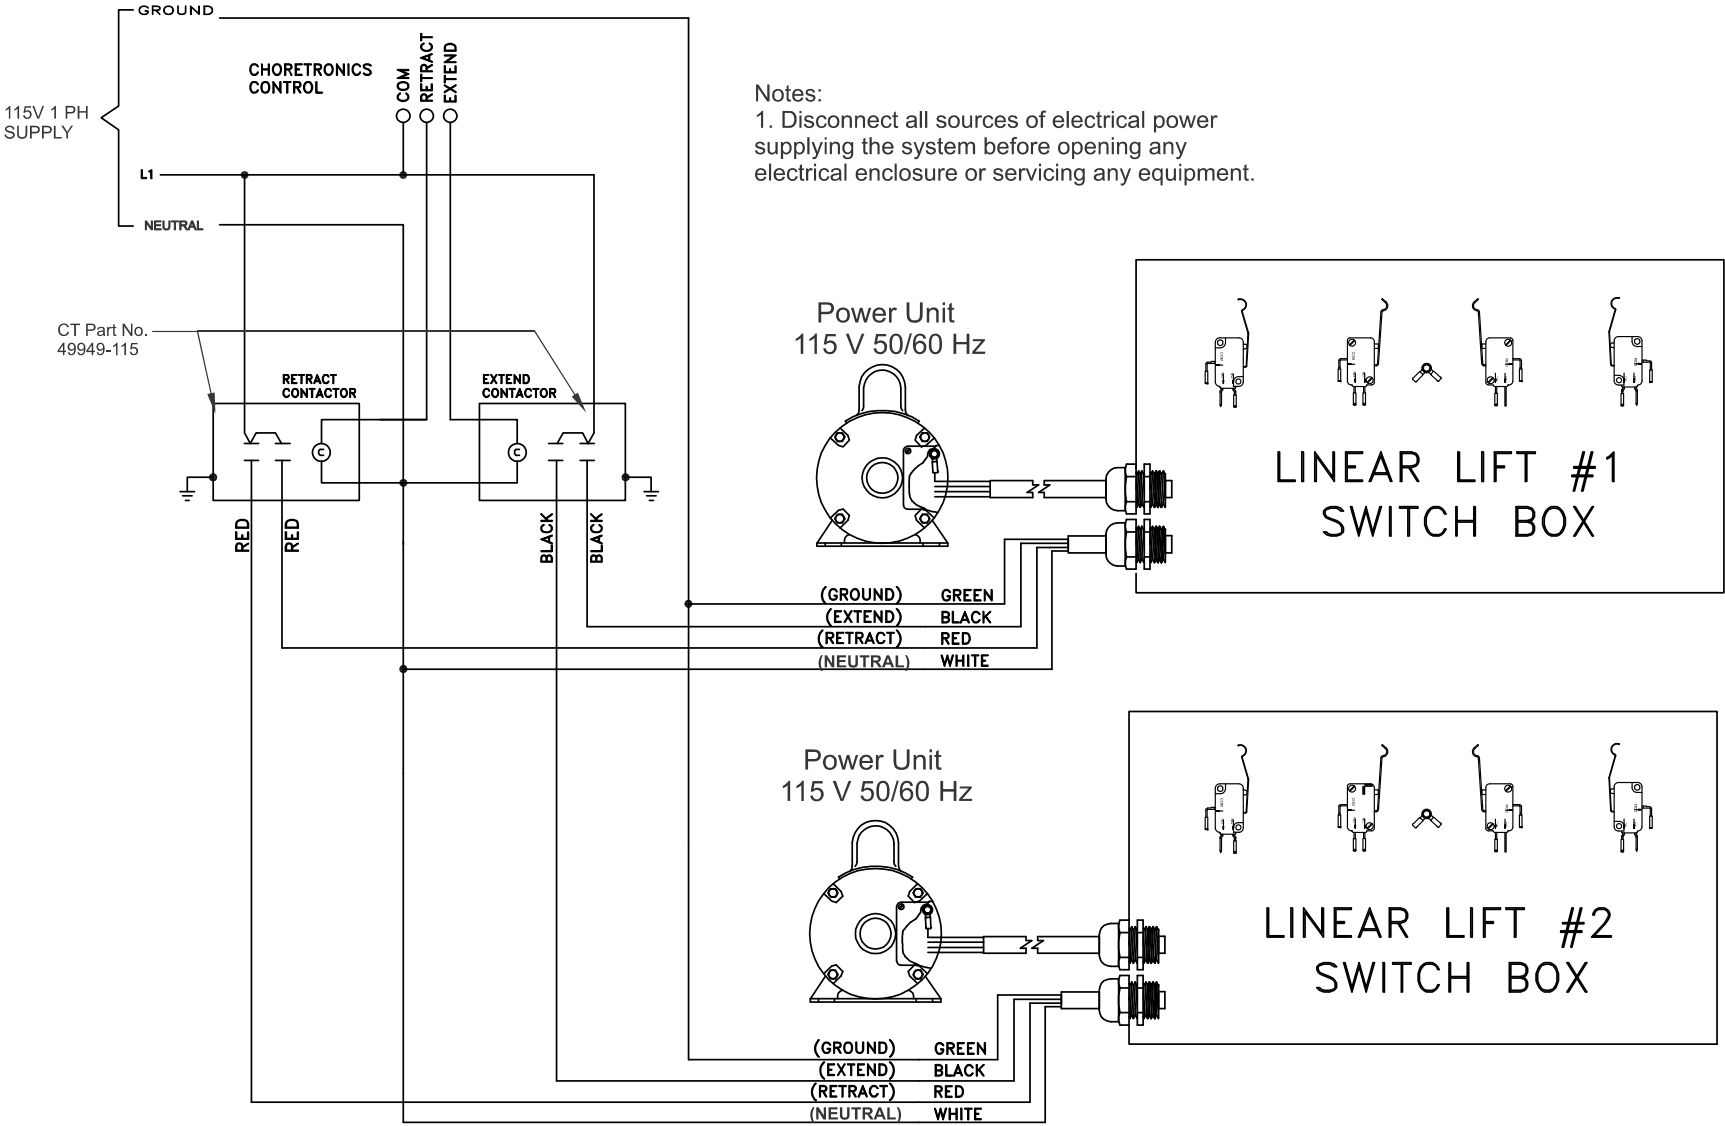 GROUND
CHORETRONICS
CONTROL
COM
RETRACT
EXTEND
115V 1 PH
SUPPLY
L1
NEUTRAL
Notes:
1. Disconnect all sources of electrical power
supplying the system before opening any
electrical enclosure or servicing any equipment.
CT Part No.
49949-115
RETRACT
CONTACTOR
EXTEND
CONTACTOR
C
C
RED
RED
BLACK
BLACK
Power Unit
115 V 50/60 Hz
LINEAR LIFT #1
SWITCH BOX
(GROUND) GREEN
(EXTEND) BLACK
(RETRACT) RED
(NEUTRAL) WHITE
Power Unit
115 V 50/60 Hz
LINEAR LIFT #2
SWITCH BOX
(GROUND) GREEN
(EXTEND) BLACK
(RETRACT) RED
(NEUTRAL) WHITE